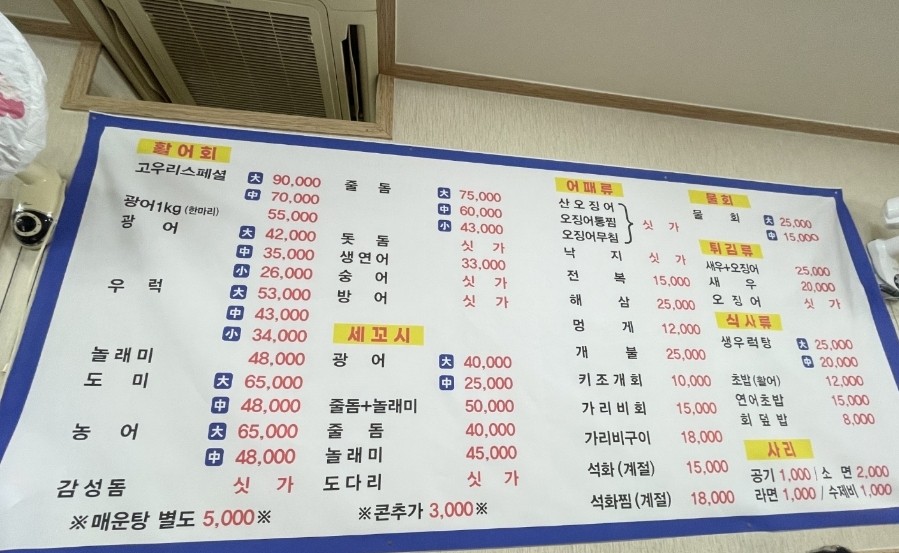 활어회
고우리스페셜 大 90,000
中 70,000
광어1kg (한마리) 55,000
광어 大 42,000
中 35,000
小 26,000
우럭 大 53,000
中 43,000
小 34,000
놀래미 48,000
도미 大 65,000
中 48,000
농어 大 65,000
中 48,000
감성돔 싯가
※매운탕 별도 5,000※
줄돔 大 75,000
中 60,000
小 43,000
돗돔 싯가
생연어 33,000
숭어 싯가
방어 싯가
세꼬시
광어 大 40,000
中 25,000
줄돔+놀래미 50,000
줄돔 40,000
놀래미 45,000
도다리 싯가
※콘추가 3,000※
어패류
산오징어
오징어통찜 싯가
오징어무침
낙지 싯가
전복 15,000
해삼 25,000
멍게 12,000
개불 25,000
키조개회 10,000
가리비회 15,000
가리비구이 18,000
석화(계절) 15,000
석화찜(계절) 18,000
물회
물회 大 25,000
中 15,000
튀김류
새우+오징어 25,000
새우 20,000
오징어 싯가
식사류
생우럭탕 大 25,000
中 20,000
초밥(활어) 12,000
연어초밥 15,000
회덮밥 8,000
사리
공기 1,000 / 소면 2,000
라면 1,000 / 수제비 1,000